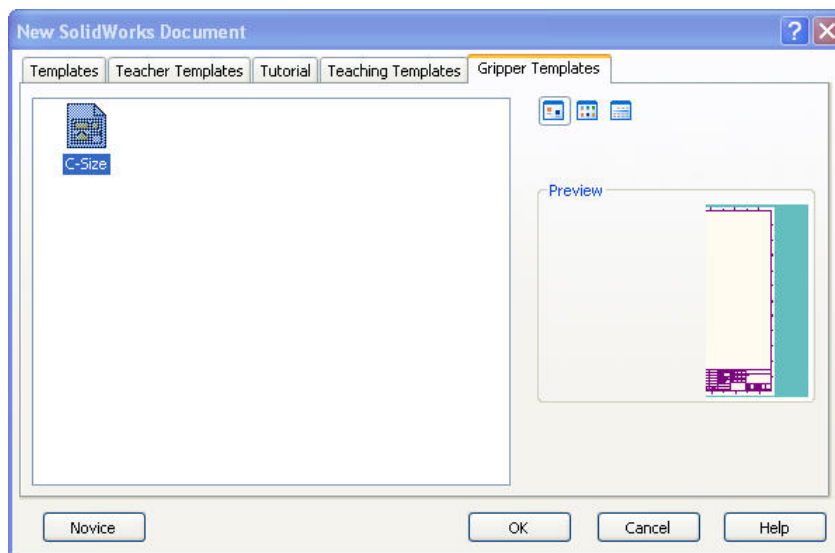 New SolidWorks Document
Templates Teacher Templates Tutorial Teaching Templates Gripper Templates
C-Size
Preview
Novice OK Cancel Help